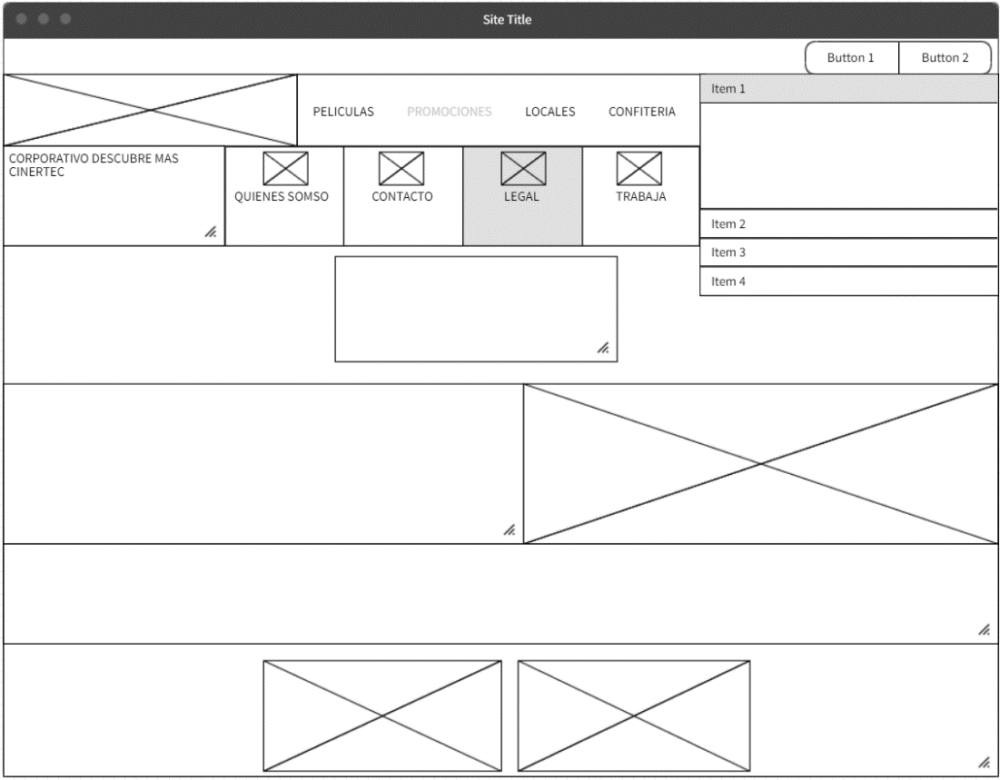 Site Title
Button 1
Button 2
PELICULAS
PROMOCIONES
LOCALES
CONFITERIA
Item 1
CORPORATIVO DESCUBRE MAS
CINERTEC
QUIENES SOMSO
CONTACTO
LEGAL
TRABAJA
Item 2
Item 3
Item 4